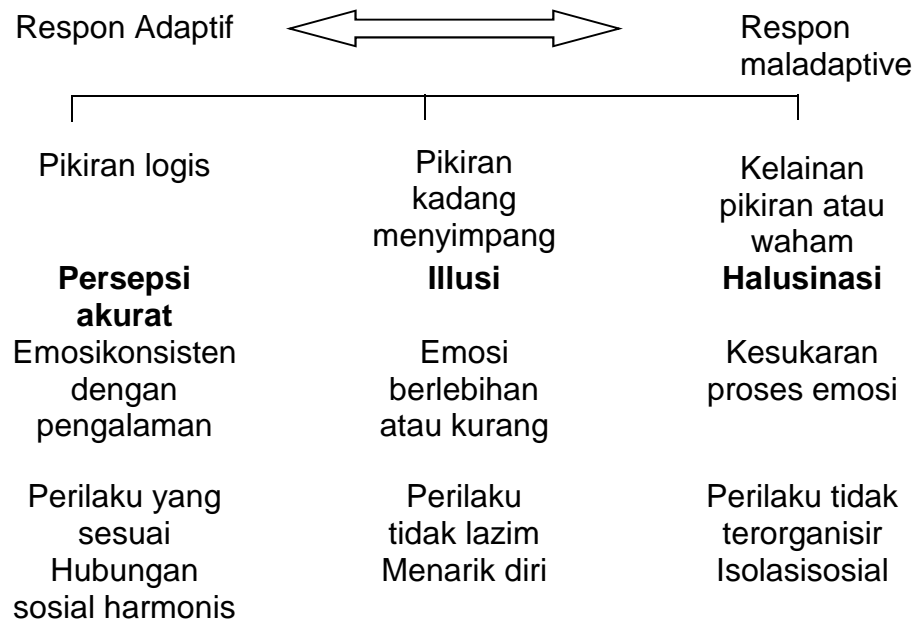 Respon Adaptif
Respon
maladaptive
Pikiran logis
Pikiran
kadang
menyimpang
Kelainan
pikiran atau
waham
Persepsi
akurat
Illusi
Halusinasi
Emosikonsisten
dengan
pengalaman
Emosi
berlebihan
atau kurang
Kesukaran
proses emosi
Perilaku yang
sesuai
Perilaku
tidak lazim
Perilaku tidak
terorganisir
Hubungan
sosial harmonis
Menarik diri
Isolasisosial